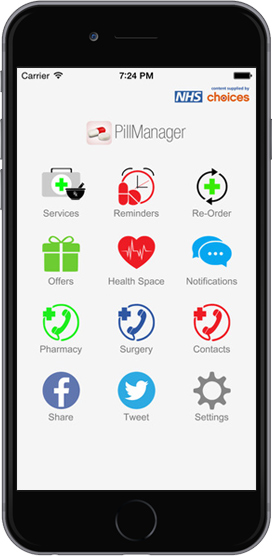 Carrier 7:24 PM
content supplied by
NHS choices
PillManager
Services Reminders Re-Order
Offers Health Space Notifications
Pharmacy Surgery Contacts
Share Tweet Settings